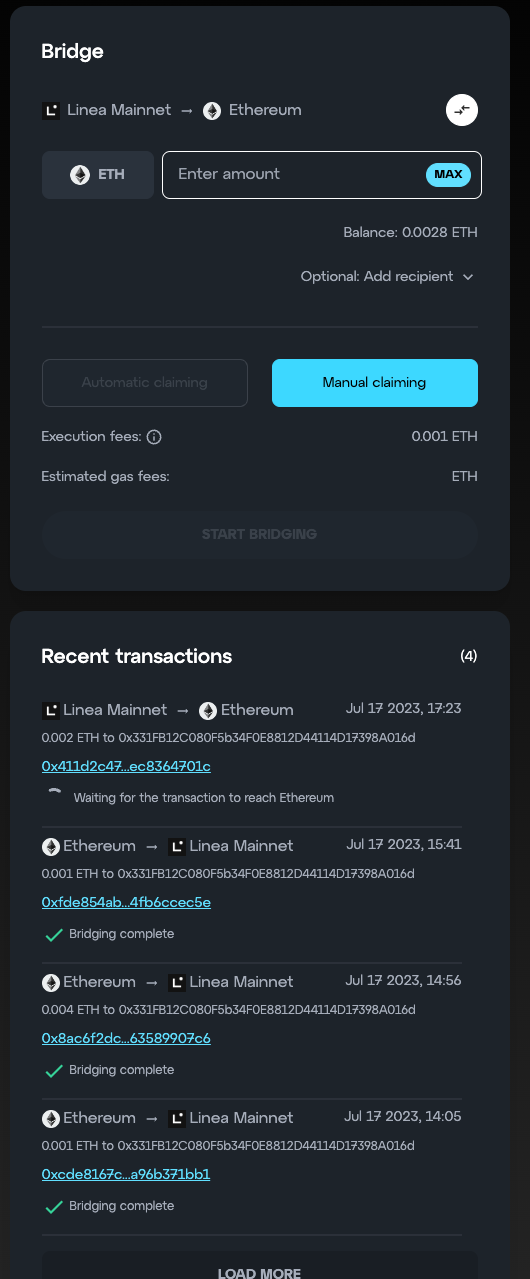 Bridge
Linea Mainnet → Ethereum
ETH Enter amount MAX
Balance: 0.0028 ETH
Optional: Add recipient
Automatic claiming Manual claiming
Execution fees: 0.001 ETH
Estimated gas fees: ETH
START BRIDGING
Recent transactions (4)
Linea Mainnet → Ethereum Jul 17 2023, 17:23
0.002 ETH to 0x331FB12C080F5b34F0E8812D44114D17398A016d
0x411d2c47...ec8364701c
Waiting for the transaction to reach Ethereum
Ethereum → Linea Mainnet Jul 17 2023, 15:41
0.001 ETH to 0x331FB12C080F5b34F0E8812D44114D17398A016d
0xfde854ab...4fb6ccec5e
Bridging complete
Ethereum → Linea Mainnet Jul 17 2023, 14:56
0.004 ETH to 0x331FB12C080F5b34F0E8812D44114D17398A016d
0x8ac6f2dc...63589907c6
Bridging complete
Ethereum → Linea Mainnet Jul 17 2023, 14:05
0.001 ETH to 0x331FB12C080F5b34F0E8812D44114D17398A016d
0xcde8167c...a96b371bb1
Bridging complete
LOAD MORE